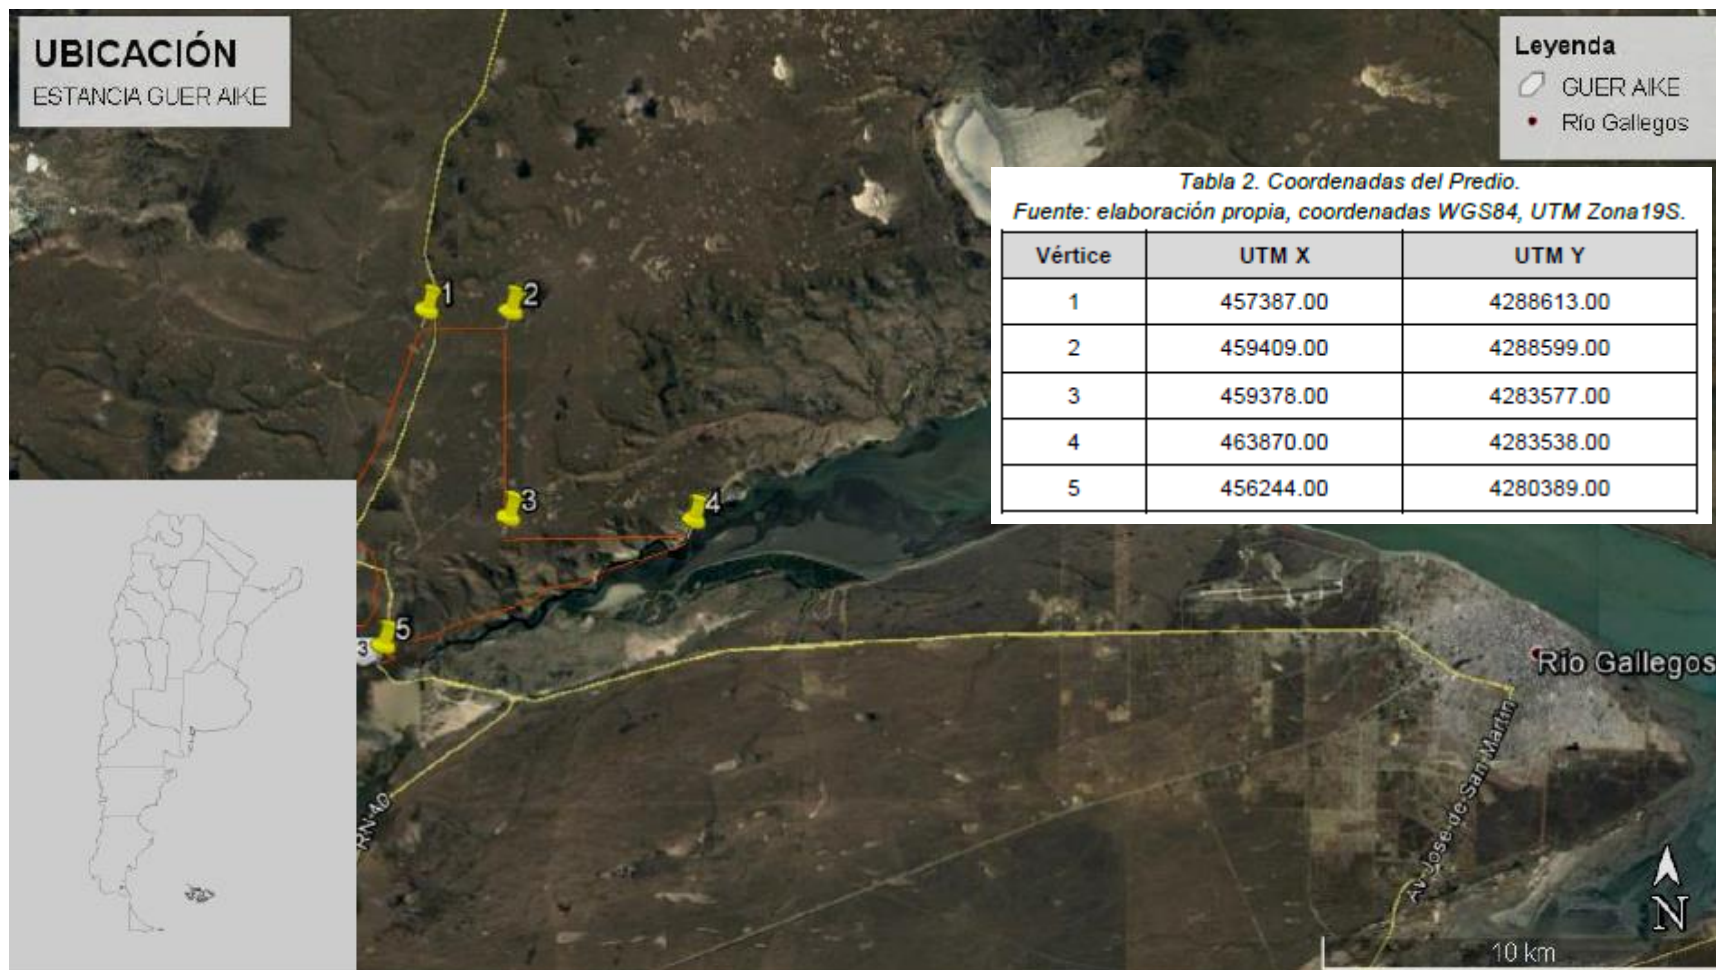 UBICACIÓN
ESTANCIA GUER AIKE
Leyenda
GUER AIKE
Río Gallegos
Tabla 2. Coordenadas del Predio.
Fuente: elaboración propia, coordenadas WGS84, UTM Zona19S.
Vértice UTM X UTM Y
1 457387.00 4288613.00
2 459409.00 4288599.00
3 459378.00 4283577.00
4 463870.00 4283538.00
5 456244.00 4280389.00
1
2
3
4
5
3
Río Gallegos
RN-40
Av José de San Martín
N
10 km